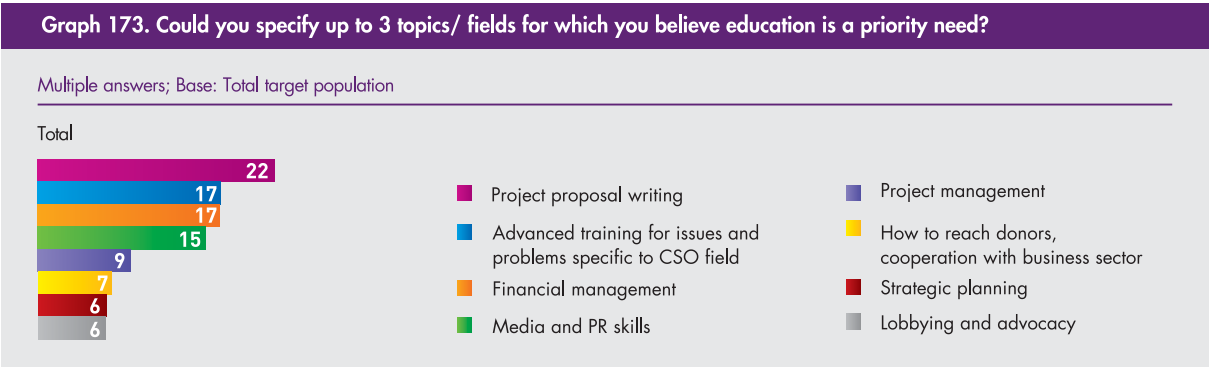 Graph 173. Could you specify up to 3 topics/ fields for which you believe education is a priority need?
Multiple answers; Base: Total target population
Total
22
17
17
15
9
7
6
6
Project proposal writing
Advanced training for issues and
problems specific to CSO field
Financial management
Media and PR skills
Project management
How to reach donors,
cooperation with business sector
Strategic planning
Lobbying and advocacy